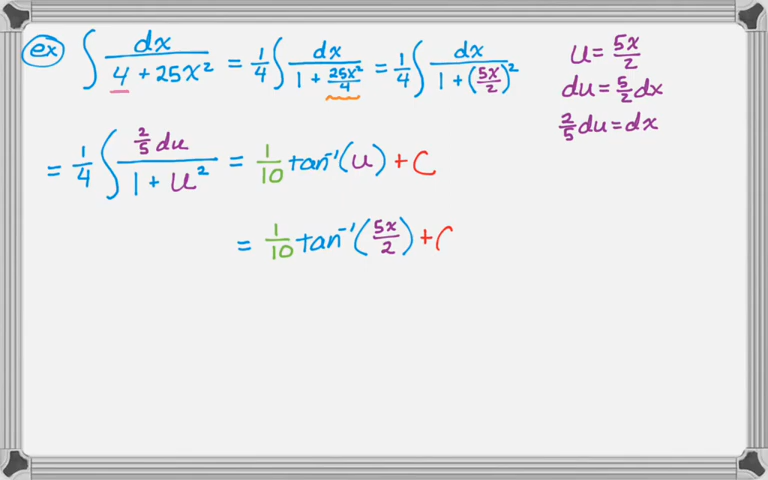 ex ∫ dx/(4 + 25x²) = 1/4 ∫ dx/(1 + 25x²/4) = 1/4 ∫ dx/(1 + (5x/2)²)
u = 5x/2
du = 5/2 dx
2/5 du = dx
= 1/4 ∫ (2/5 du)/(1 + u²) = 1/10 tan⁻¹(u) + C
= 1/10 tan⁻¹(5x/2) + C